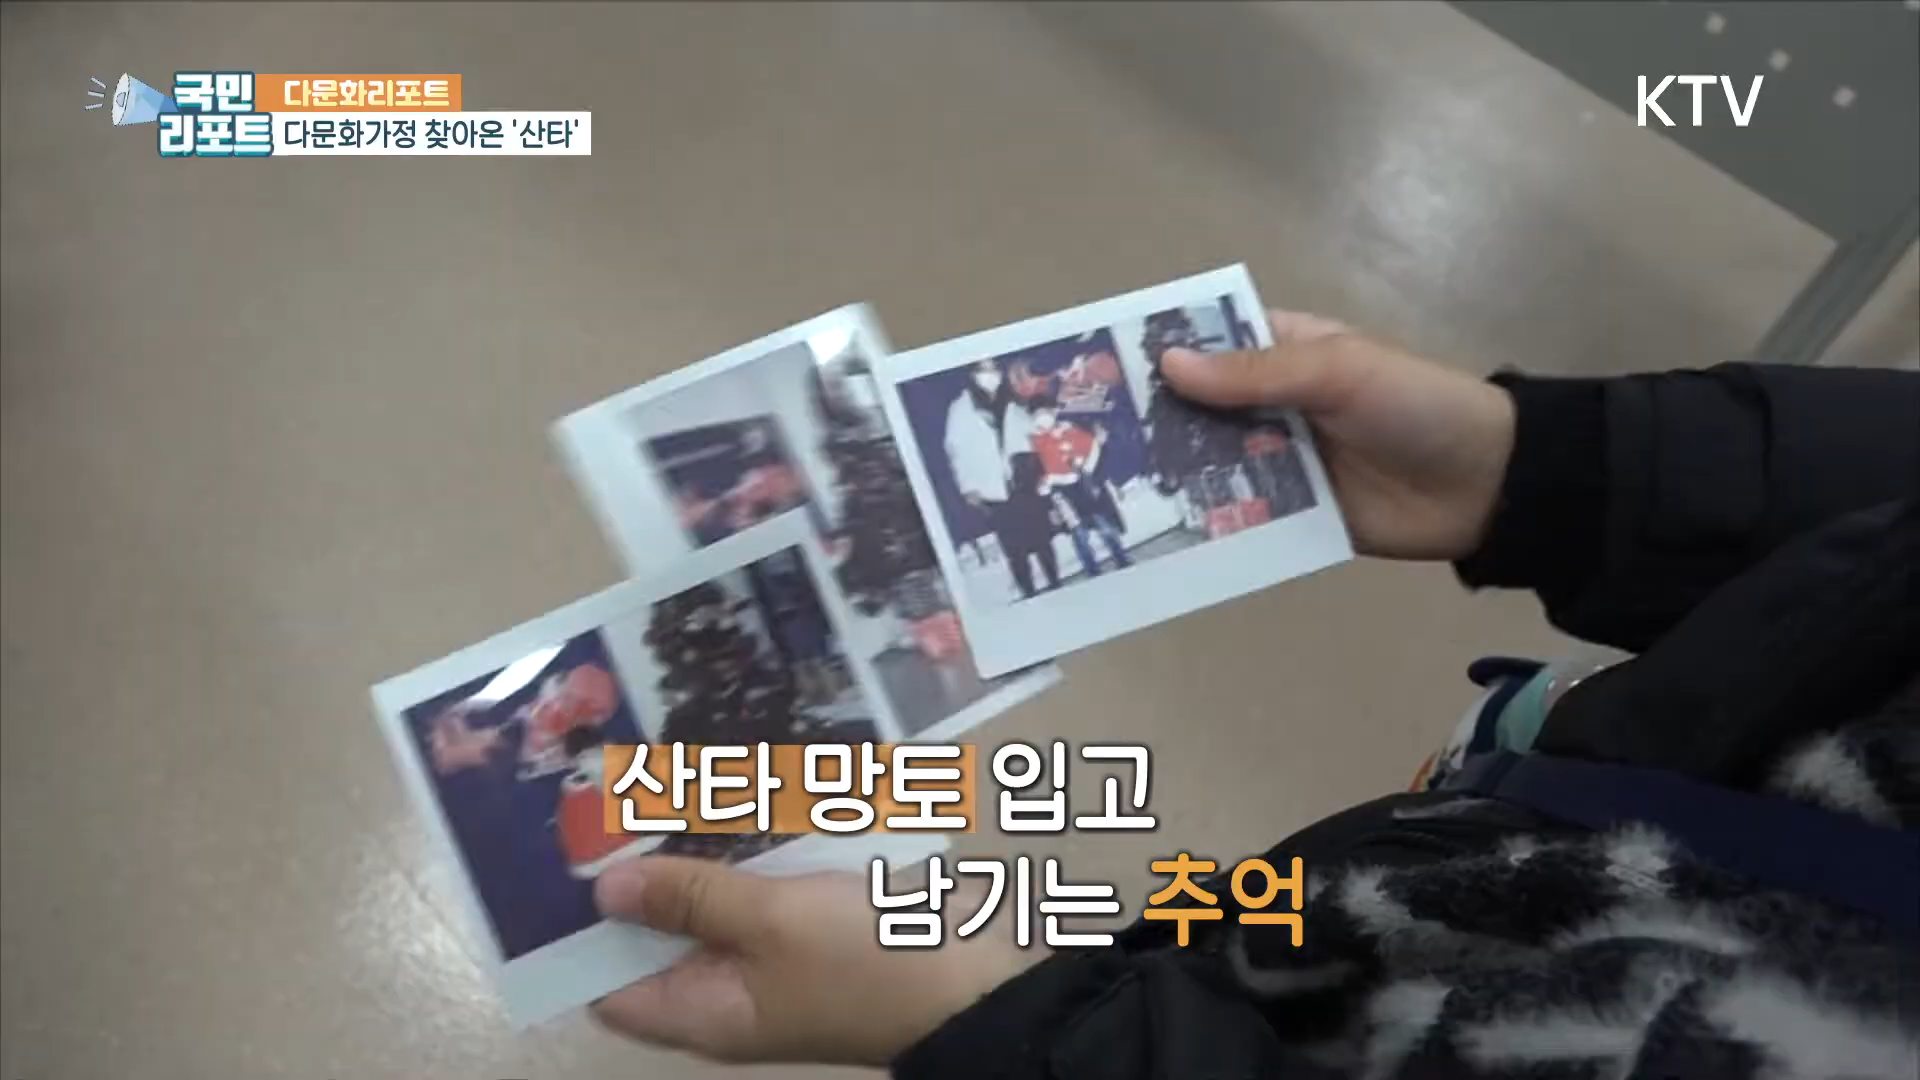 국민
리포트
다문화리포트
다문화가정 찾아온 '산타'
KTV
산타 망토 입고
남기는 추억